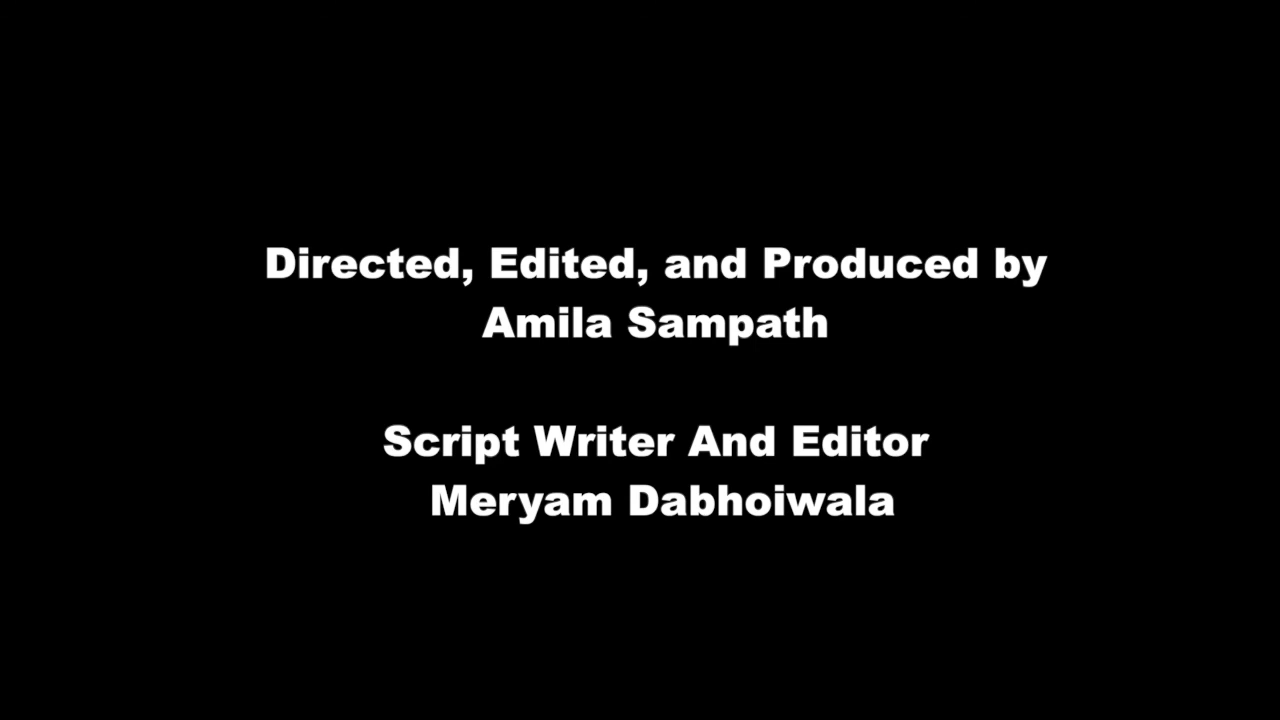 Directed, Edited, and Produced by
Amila Sampath
Script Writer And Editor
Meryam Dabhoiwala